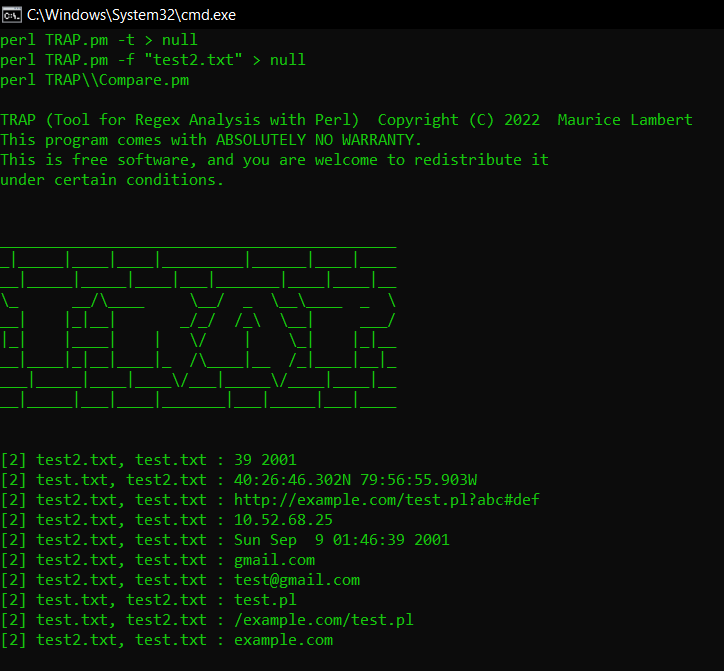 C:\Windows\System32\cmd.exe
perl TRAP.pm -t > null
perl TRAP.pm -f "test2.txt" > null
perl TRAP\\Compare.pm
TRAP (Tool for Regex Analysis with Perl)  Copyright (C) 2022  Maurice Lambert
This program comes with ABSOLUTELY NO WARRANTY.
This is free software, and you are welcome to redistribute it
under certain conditions.
TRAP
[2] test2.txt, test.txt : 39 2001
[2] test.txt, test2.txt : 40:26:46.302N 79:56:55.903W
[2] test2.txt, test.txt : http://example.com/test.pl?abc#def
[2] test2.txt, test.txt : 10.52.68.25
[2] test2.txt, test.txt : Sun Sep  9 01:46:39 2001
[2] test2.txt, test.txt : gmail.com
[2] test2.txt, test.txt : test@gmail.com
[2] test.txt, test2.txt : test.pl
[2] test.txt, test2.txt : /example.com/test.pl
[2] test2.txt, test.txt : example.com